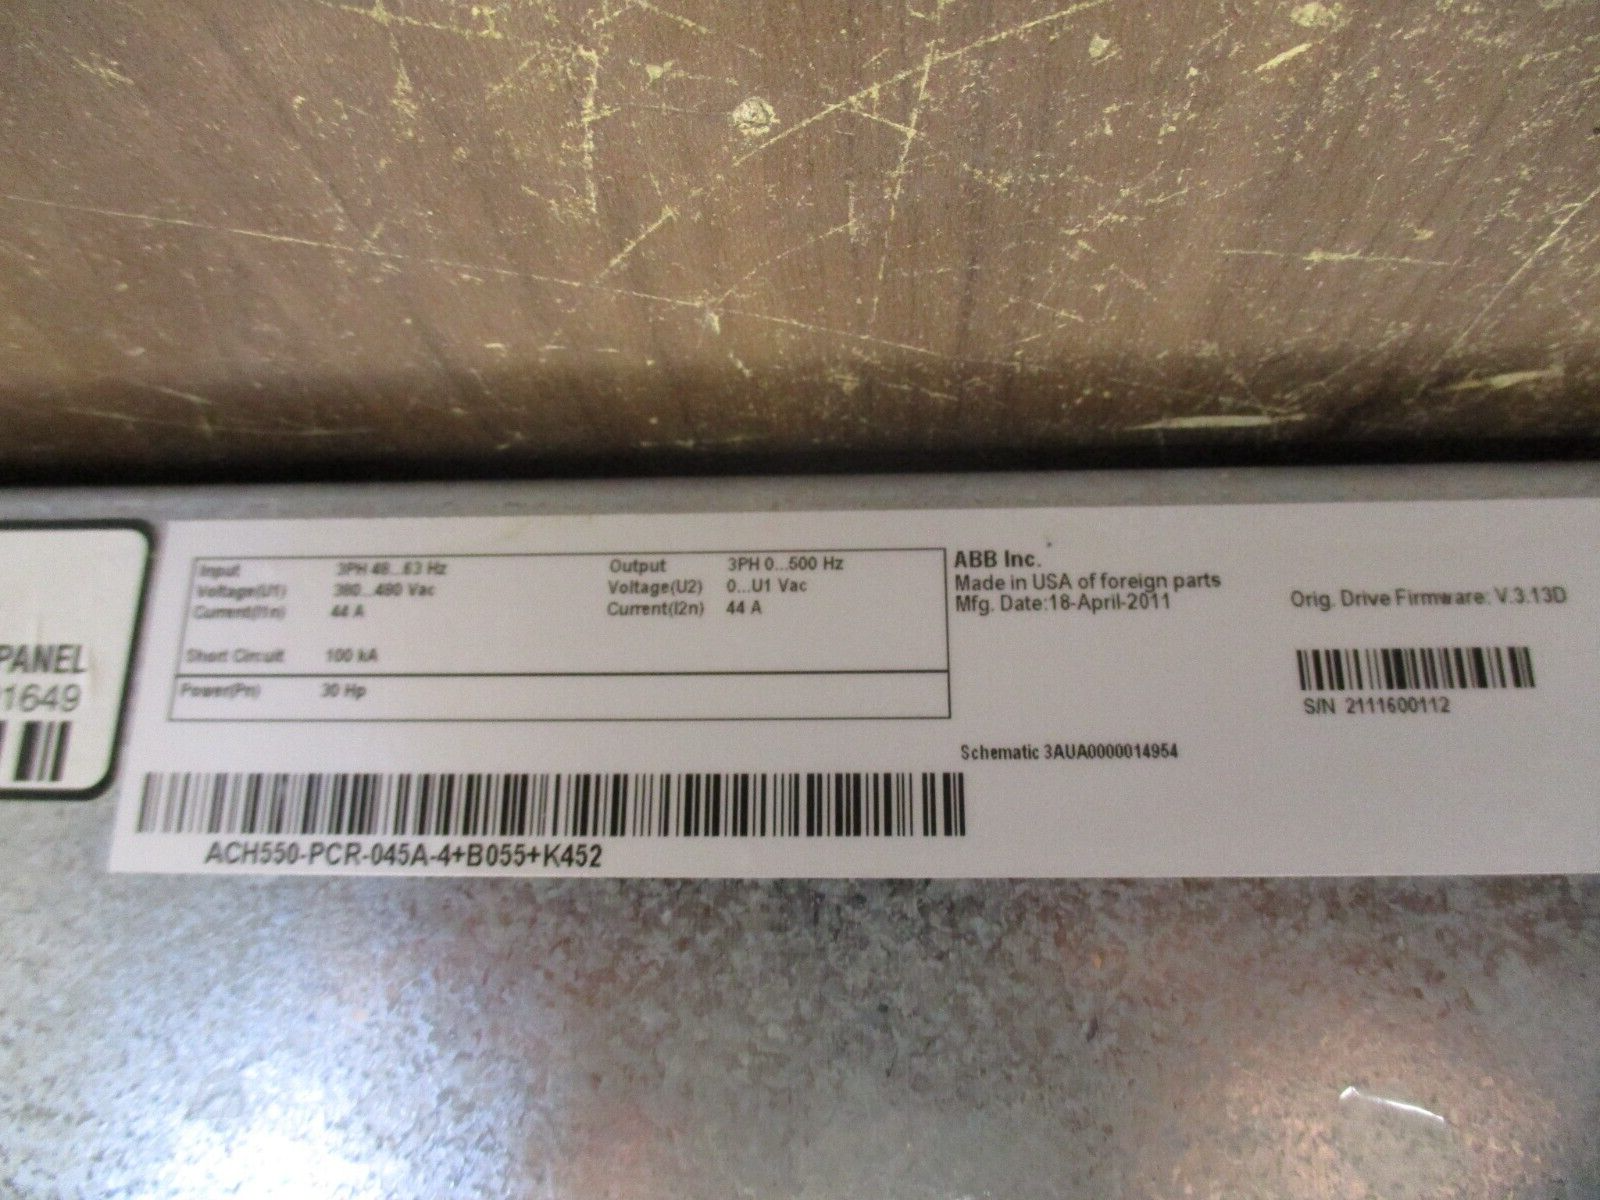 PANEL
1649
Input 3PH 48...63 Hz Output 3PH 0...500 Hz
Voltage(U1) 380...480 Vac Voltage(U2) 0...U1 Vac
Current(I1n) 44 A Current(I2n) 44 A
Short Circuit 100 kA
Power(Pn) 30 Hp
ABB Inc.
Made in USA of foreign parts
Mfg. Date:18-April-2011
Orig. Drive Firmware: V.3.13D
S/N 2111600112
Schematic 3AUA0000014954
ACH550-PCR-045A-4+B055+K452